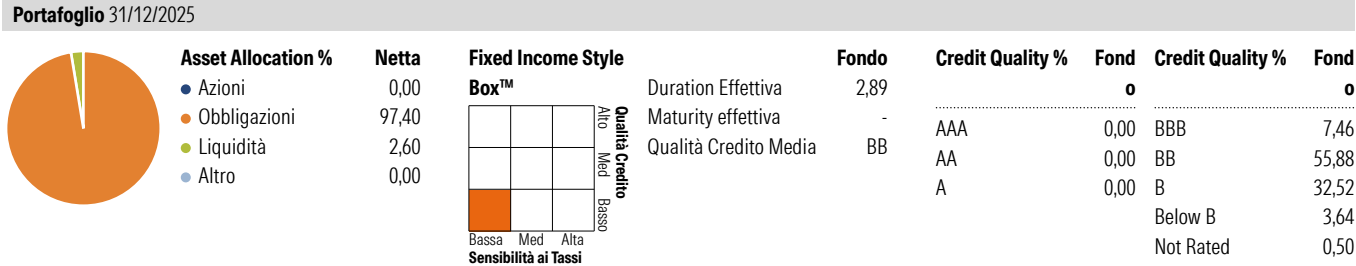 Portafoglio 31/12/2025
Asset Allocation % Netta
Azioni 0,00
Obbligazioni 97,40
Liquidità 2,60
Altro 0,00
Fixed Income Style
Box™
Alto Med Basso
Qualità Credito
Bassa Med Alta
Sensibilità ai Tassi
Fondo
Duration Effettiva 2,89
Maturity effettiva -
Qualità Credito Media BB
Credit Quality % Fond
o
AAA 0,00
AA 0,00
A 0,00
Credit Quality % Fond
o
BBB 7,46
BB 55,88
B 32,52
Below B 3,64
Not Rated 0,50